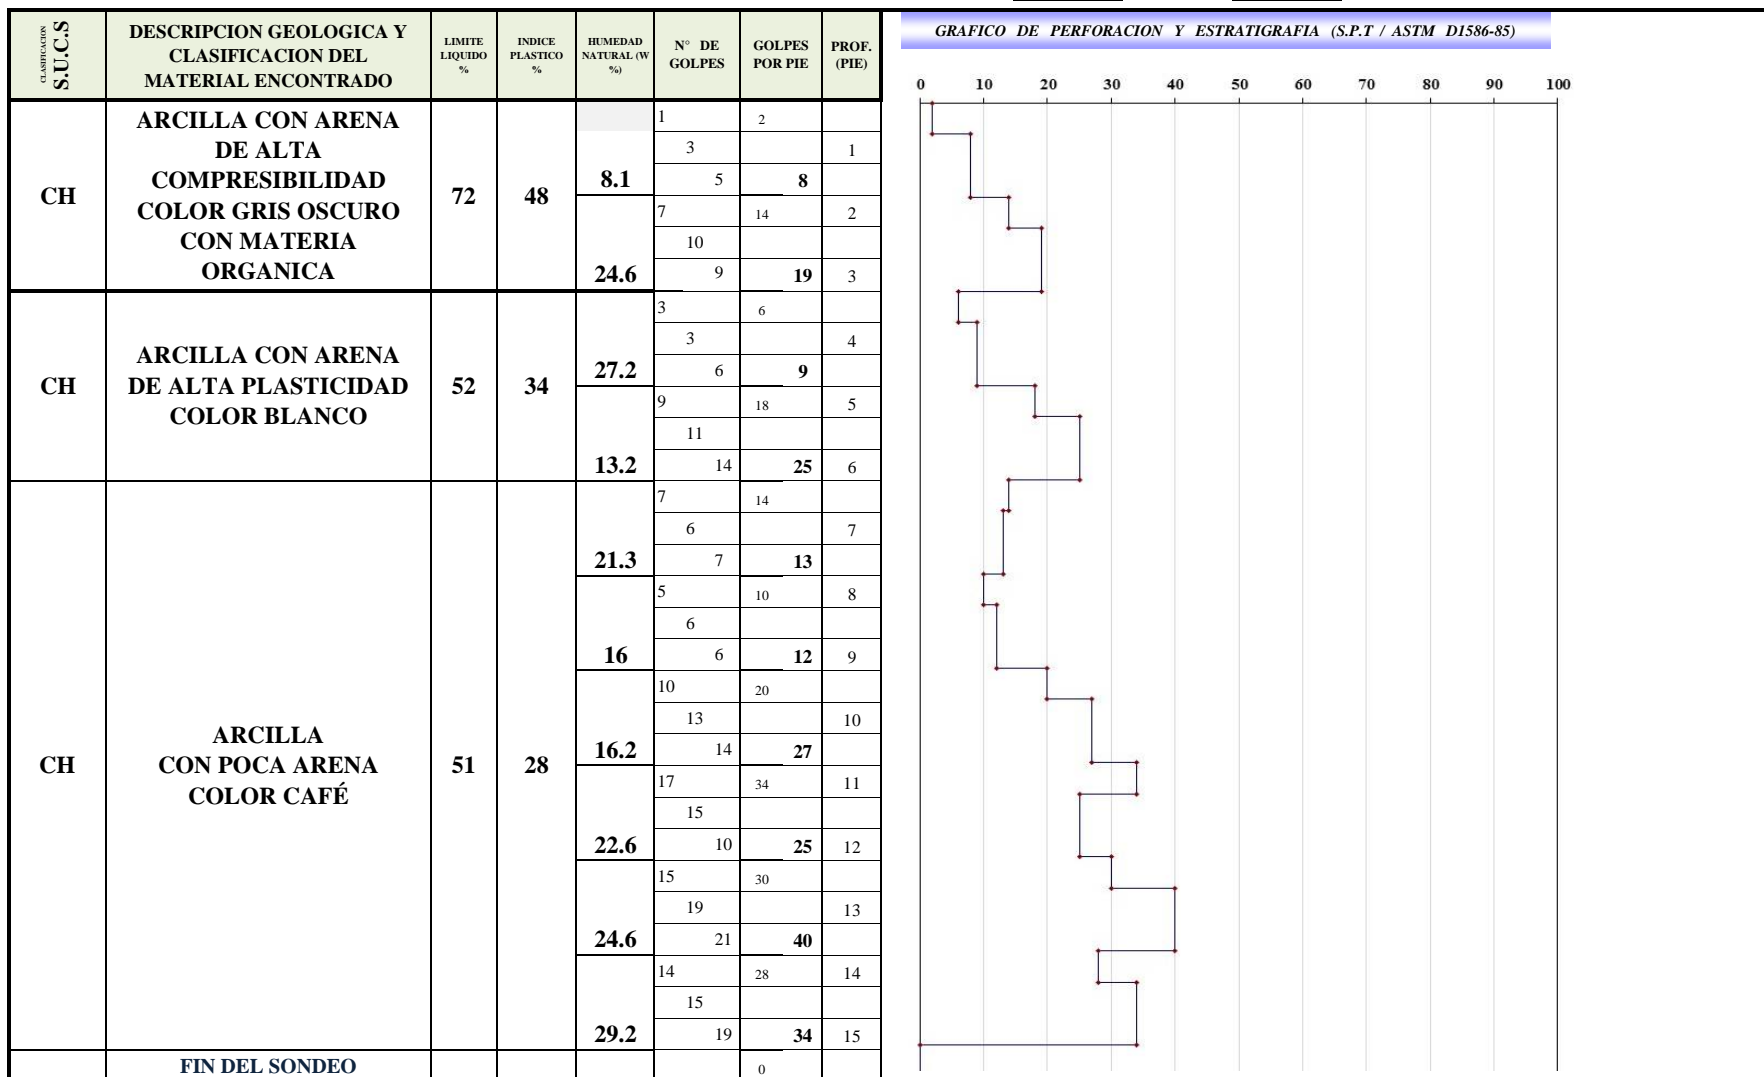 CLASIFICACION
S.U.C.S
DESCRIPCION GEOLOGICA Y
CLASIFICACION DEL
MATERIAL ENCONTRADO
LIMITE
LIQUIDO
%
INDICE
PLASTICO
%
HUMEDAD
NATURAL (W
%)
N° DE
GOLPES
GOLPES
POR PIE
PROF.
(PIE)
GRAFICO DE PERFORACION Y ESTRATIGRAFIA (S.P.T / ASTM D1586-85)
0 10 20 30 40 50 60 70 80 90 100
CH
ARCILLA CON ARENA
DE ALTA
COMPRESIBILIDAD
COLOR GRIS OSCURO
CON MATERIA
ORGANICA
72
48
8.1
24.6
1 2
3 1
5 8
7 14 2
10
9 19 3
CH
ARCILLA CON ARENA
DE ALTA PLASTICIDAD
COLOR BLANCO
52
34
27.2
13.2
3 6
3 4
6 9
9 18 5
11
14 25 6
CH
ARCILLA
CON POCA ARENA
COLOR CAFÉ
51
28
21.3
16
16.2
22.6
24.6
29.2
7 14
6 7
7 13
5 10 8
6
6 12 9
10 20
13 10
14 27
17 34 11
15
10 25 12
15 30
19 13
21 40
14 28 14
15
19 34 15
FIN DEL SONDEO
0